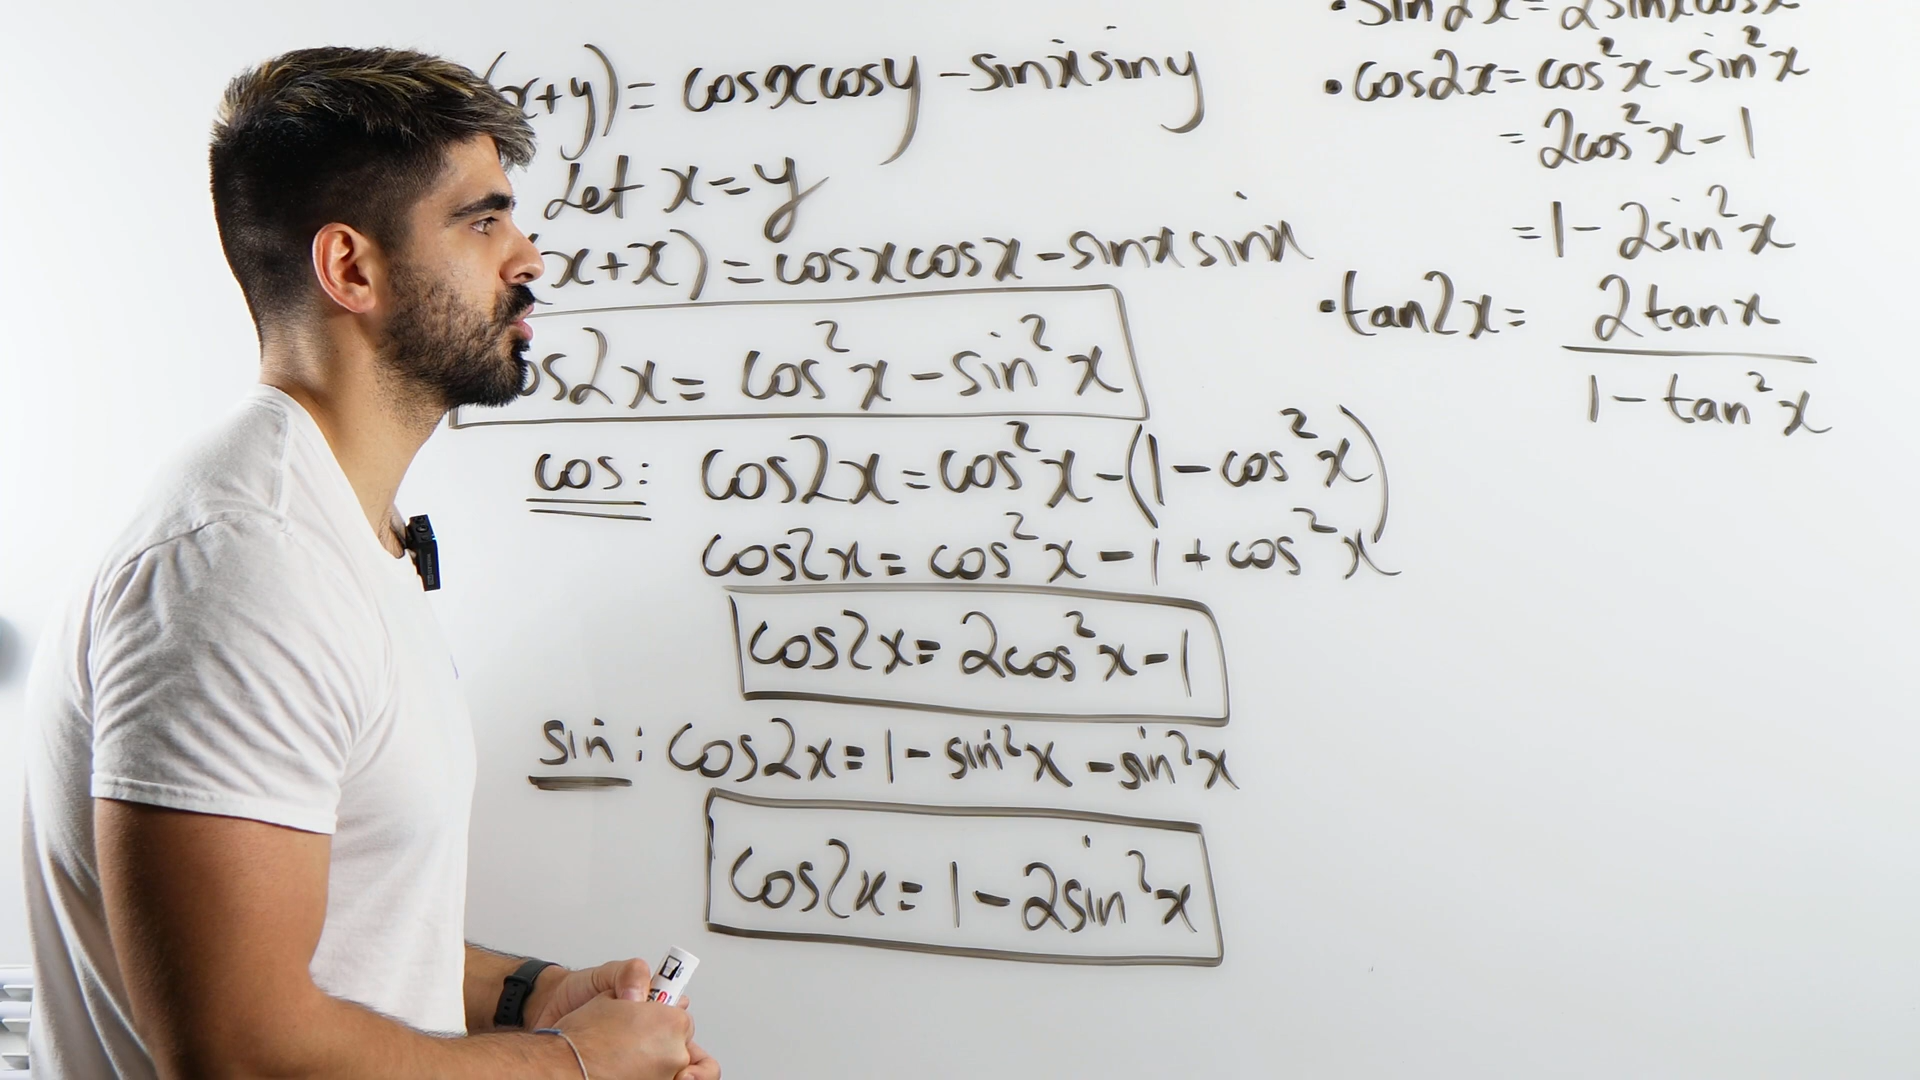 (x+y) = cosxcosy - sinxsiny
Let x = y
(x+x) = cosxcosx - sinxsinx
os2x = cos²x - sin²x
cos: cos2x = cos²x - (1 - cos²x)
cos2x = cos²x - 1 + cos²x
cos2x = 2cos²x - 1
sin: cos2x = 1 - sin²x - sin²x
cos2x = 1 - 2sin²x
• sin2x = 2sinxcosx
• cos2x = cos²x - sin²x
= 2cos²x - 1
= 1 - 2sin²x
• tan2x = 2tanx
1 - tan²x